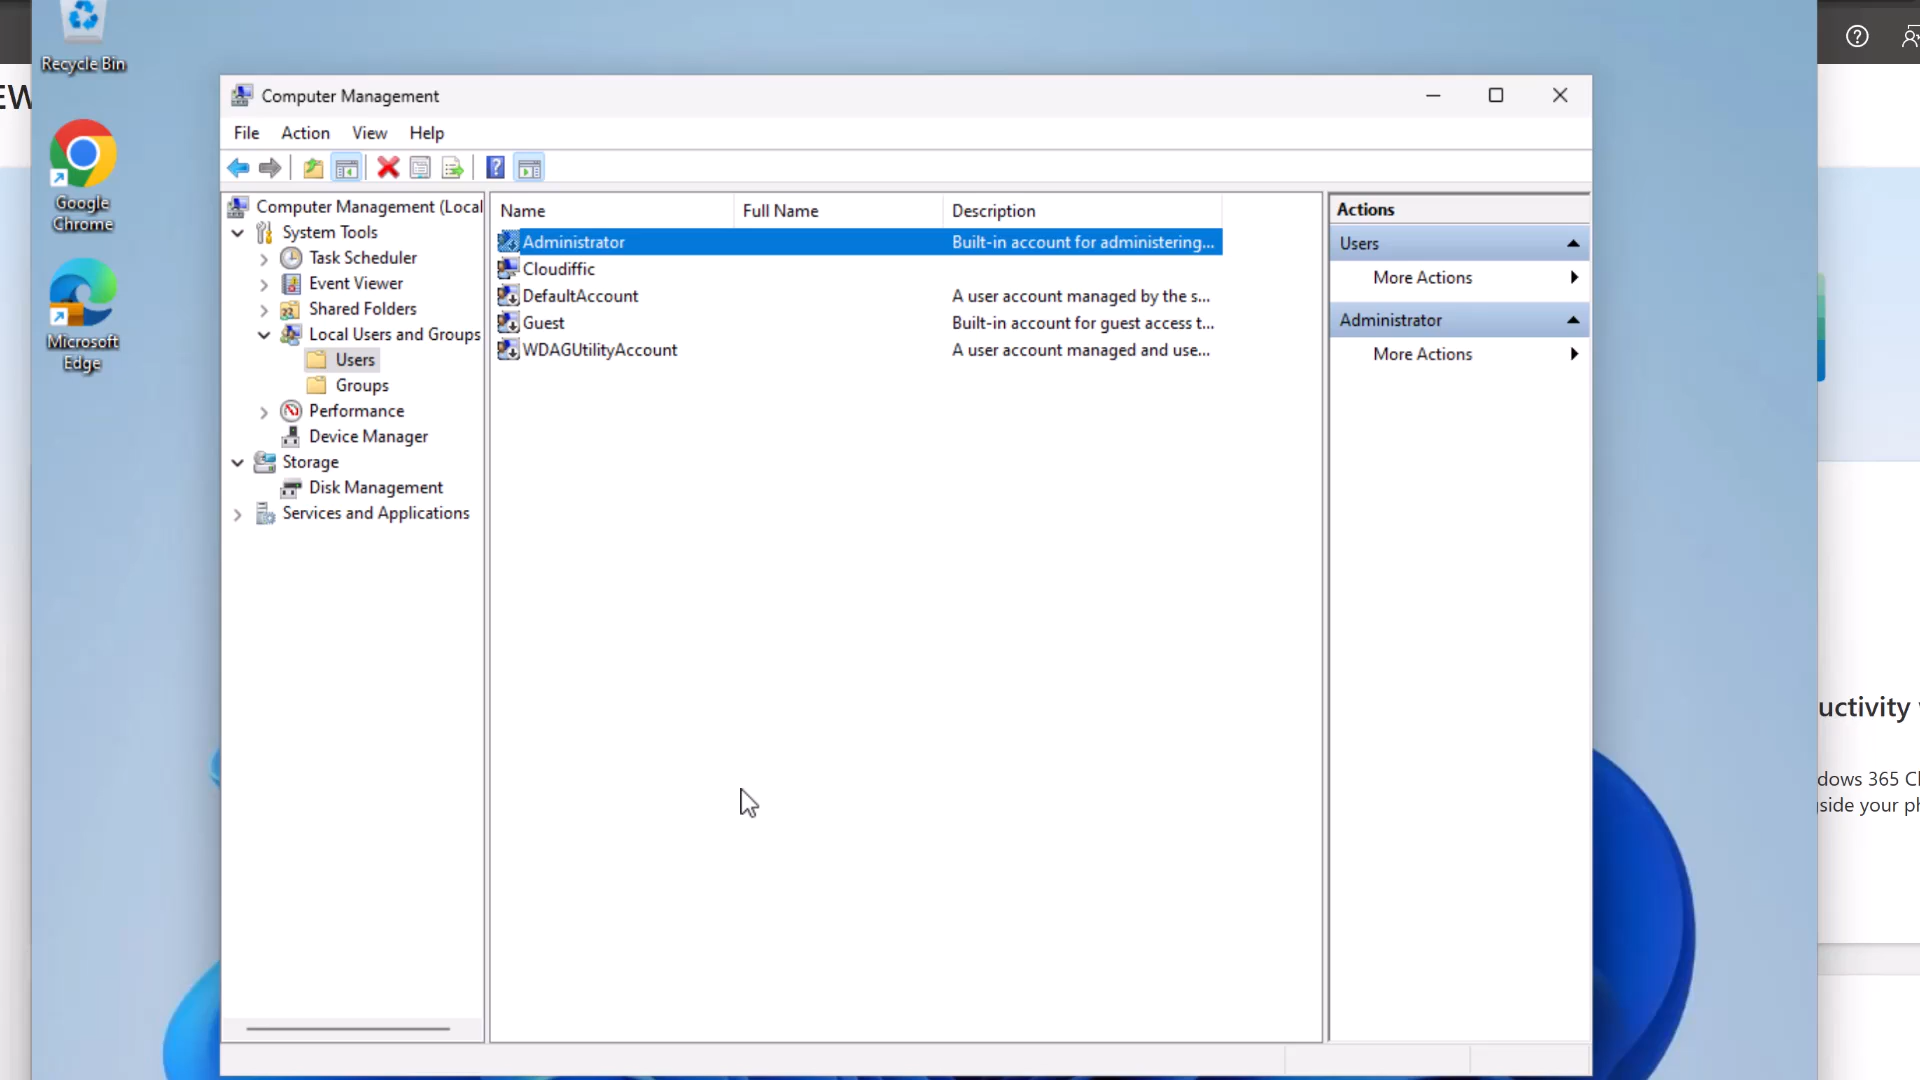 Recycle Bin
EW
Google
Chrome
Microsoft
Edge
Computer Management
File Action View Help
Computer Management (Local
System Tools
Task Scheduler
Event Viewer
Shared Folders
Local Users and Groups
Users
Groups
Performance
Device Manager
Storage
Disk Management
Services and Applications
Name Full Name Description
Administrator Built-in account for administering...
Cloudiffic
DefaultAccount A user account managed by the s...
Guest Built-in account for guest access t...
WDAGUtilityAccount A user account managed and use...
Actions
Users
More Actions
Administrator
More Actions
uctivity
dows 365 Cl
side your ph